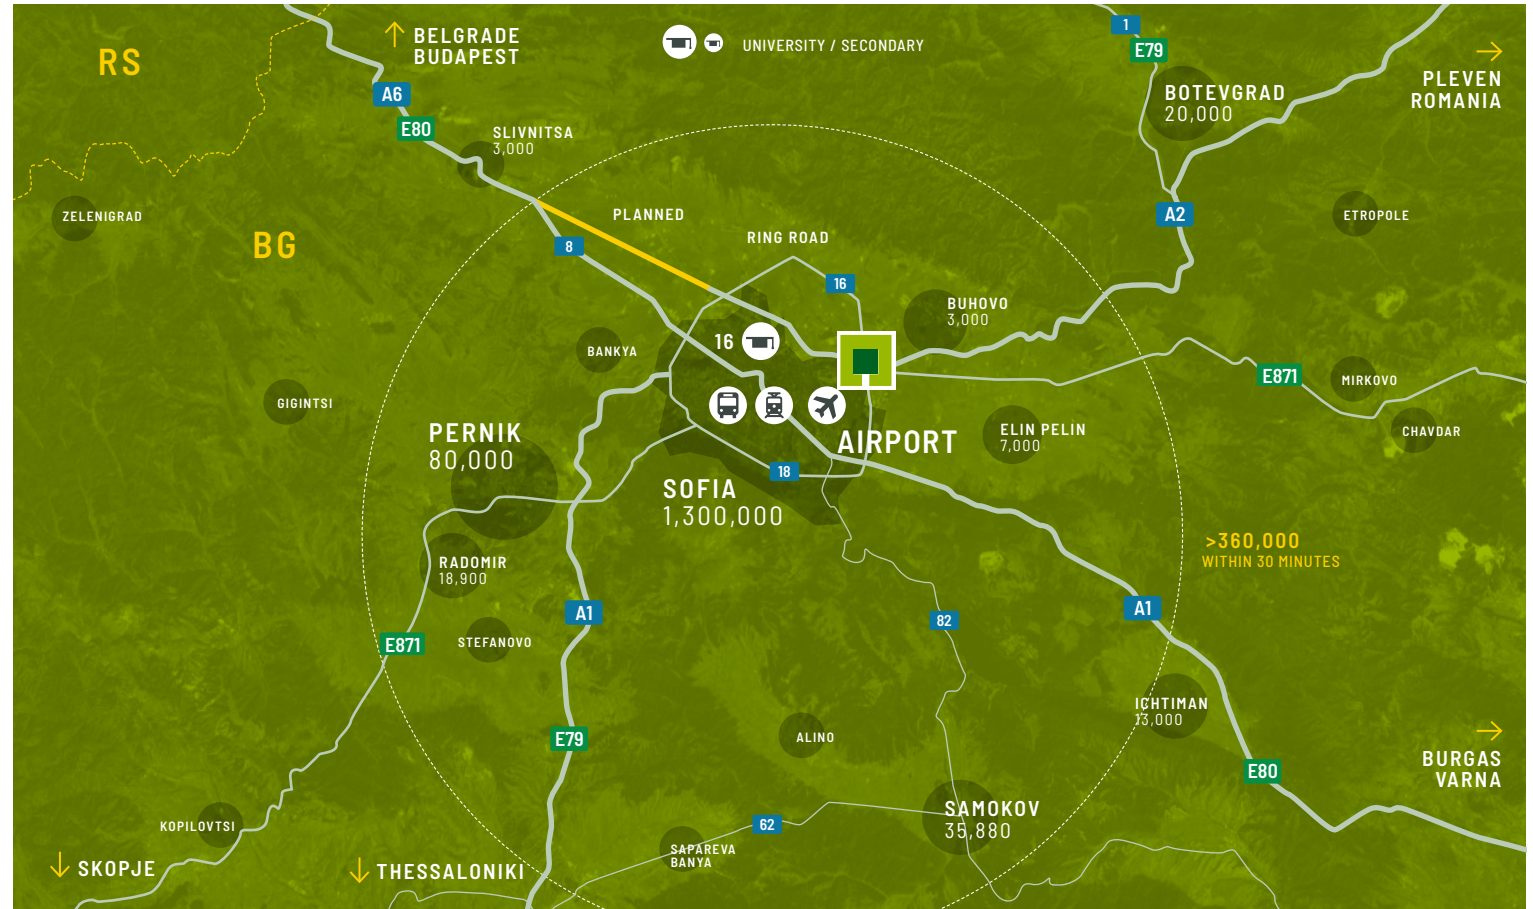 RS
BELGRADE
BUDAPEST
UNIVERSITY / SECONDARY
1
E79
PLEVEN
ROMANIA
A6
E80
BOTEVGRAD
20,000
SLIVNITSA
3,000
ZELENIGRAD
PLANNED
A2
ETROPOLE
BG
8
RING ROAD
16
BUHOVO
3,000
16
BANKYA
E871
MIRKOVO
GIGINTSI
CHAVDAR
PERNIK
80,000
AIRPORT
ELIN PELIN
7,000
18
SOFIA
1,300,000
>360,000
WITHIN 30 MINUTES
RADOMIR
18,900
A1
A1
82
E871
STEFANOVO
ICHTIMAN
13,000
E79
ALINO
BURGAS
VARNA
E80
SAMOKOV
35,880
KOPILOVTSI
62
SAPAREVA
BANYA
SKOPJE
THESSALONIKI